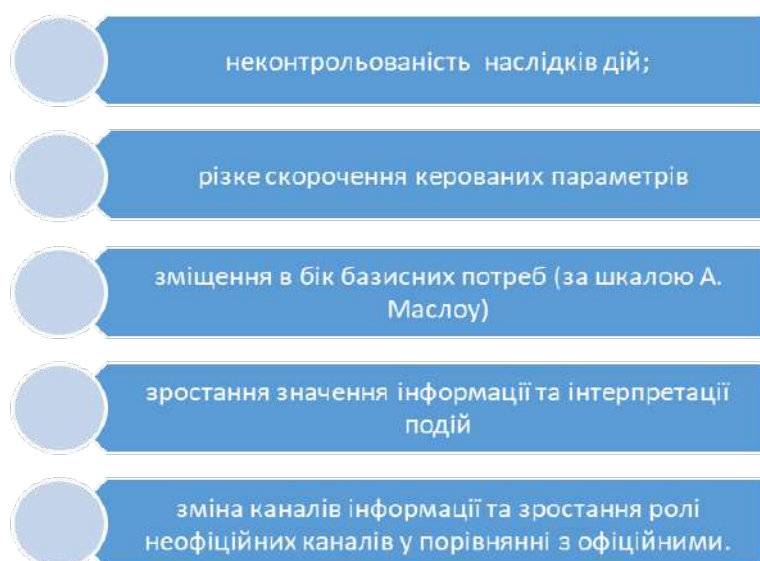 неконтрольованість наслідків дій;
різке скорочення керованих параметрів
зміщення в бік базисних потреб (за шкалою А.
Маслоу)
зростання значення інформації та інтерпретації
подій
зміна каналів інформації та зростання ролі
неофіційних каналів у порівнянні з офіційними.